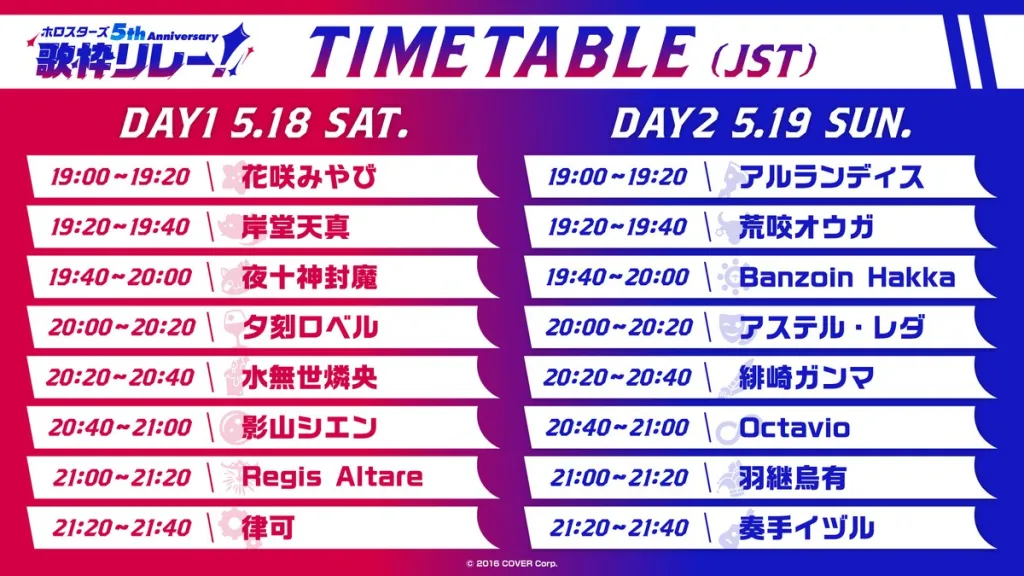 ホロスターズ 5th Anniversary
歌枠リレー!!
TIMETABLE (JST)
DAY1 5.18 SAT.
19:00~19:20 \ 花咲みやび
19:20~19:40 \ 岸堂天真
19:40~20:00 \ 夜十神封魔
20:00~20:20 \ 夕刻ロベル
20:20~20:40 \ 水無世燐央
20:40~21:00 \ 影山シエン
21:00~21:20 \ Regis Altare
21:20~21:40 \ 律可
DAY2 5.19 SUN.
19:00~19:20 \ アルランディス
19:20~19:40 \ 荒咬オウガ
19:40~20:00 \ Banzoin Hakka
20:00~20:20 \ アステル・レダ
20:20~20:40 \ 緋崎ガンマ
20:40~21:00 \ Octavio
21:00~21:20 \ 羽継烏有
21:20~21:40 \ 奏手イヅル
© 2016 COVER Corp.